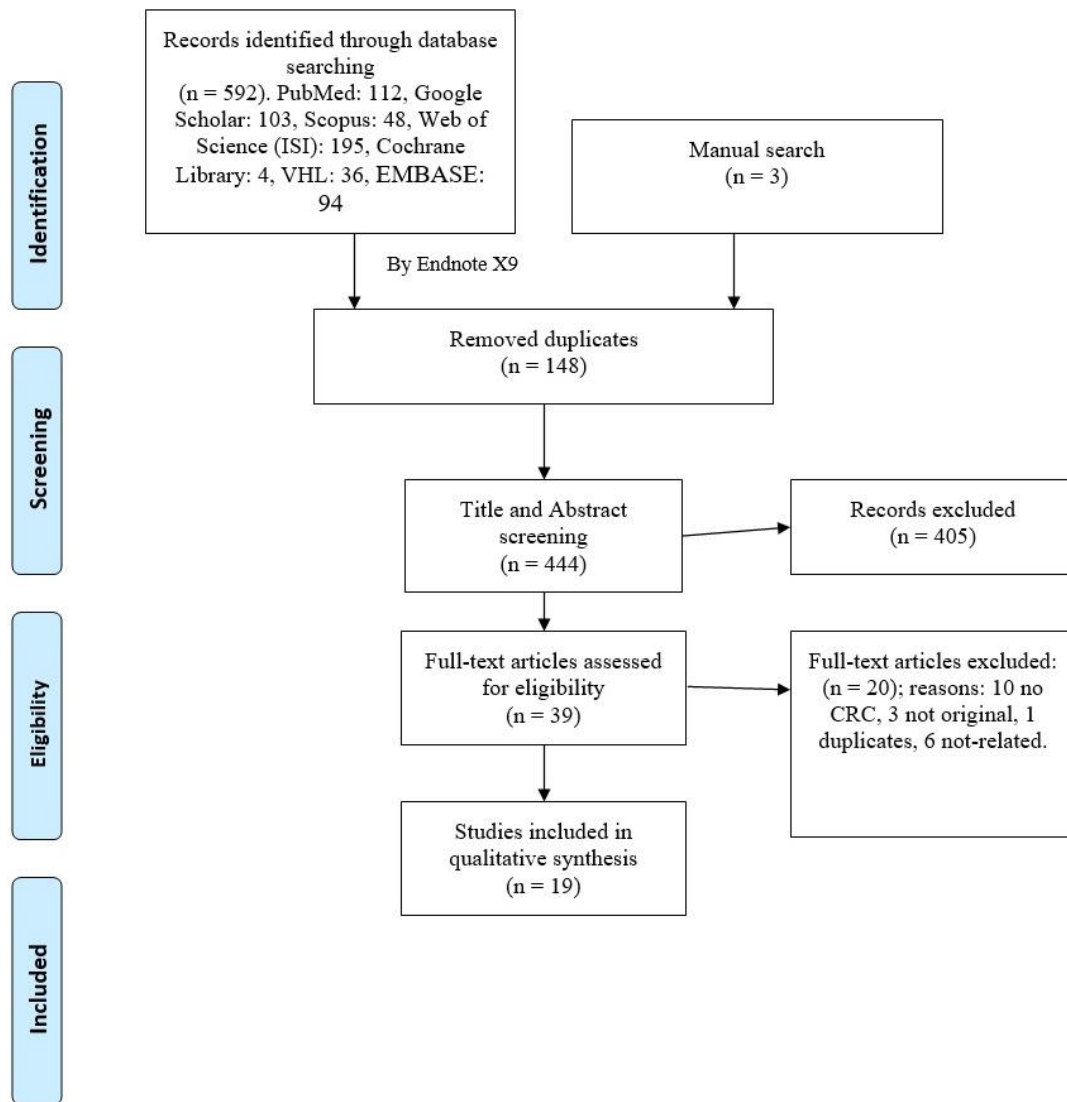 Records identified through database
searching
(n = 592). PubMed: 112, Google
Scholar: 103, Scopus: 48, Web of
Science (ISI): 195, Cochrane
Library: 4, VHL: 36, EMBASE:
94
Manual search
(n = 3)
Identification
By Endnote X9
Removed duplicates
(n = 148)
Screening
Title and Abstract
screening
(n = 444)
Records excluded
(n = 405)
Eligibility
Full-text articles assessed
for eligibility
(n = 39)
Full-text articles excluded:
(n = 20); reasons: 10 no
CRC, 3 not original, 1
duplicates, 6 not-related.
Studies included in
qualitative synthesis
(n = 19)
Included